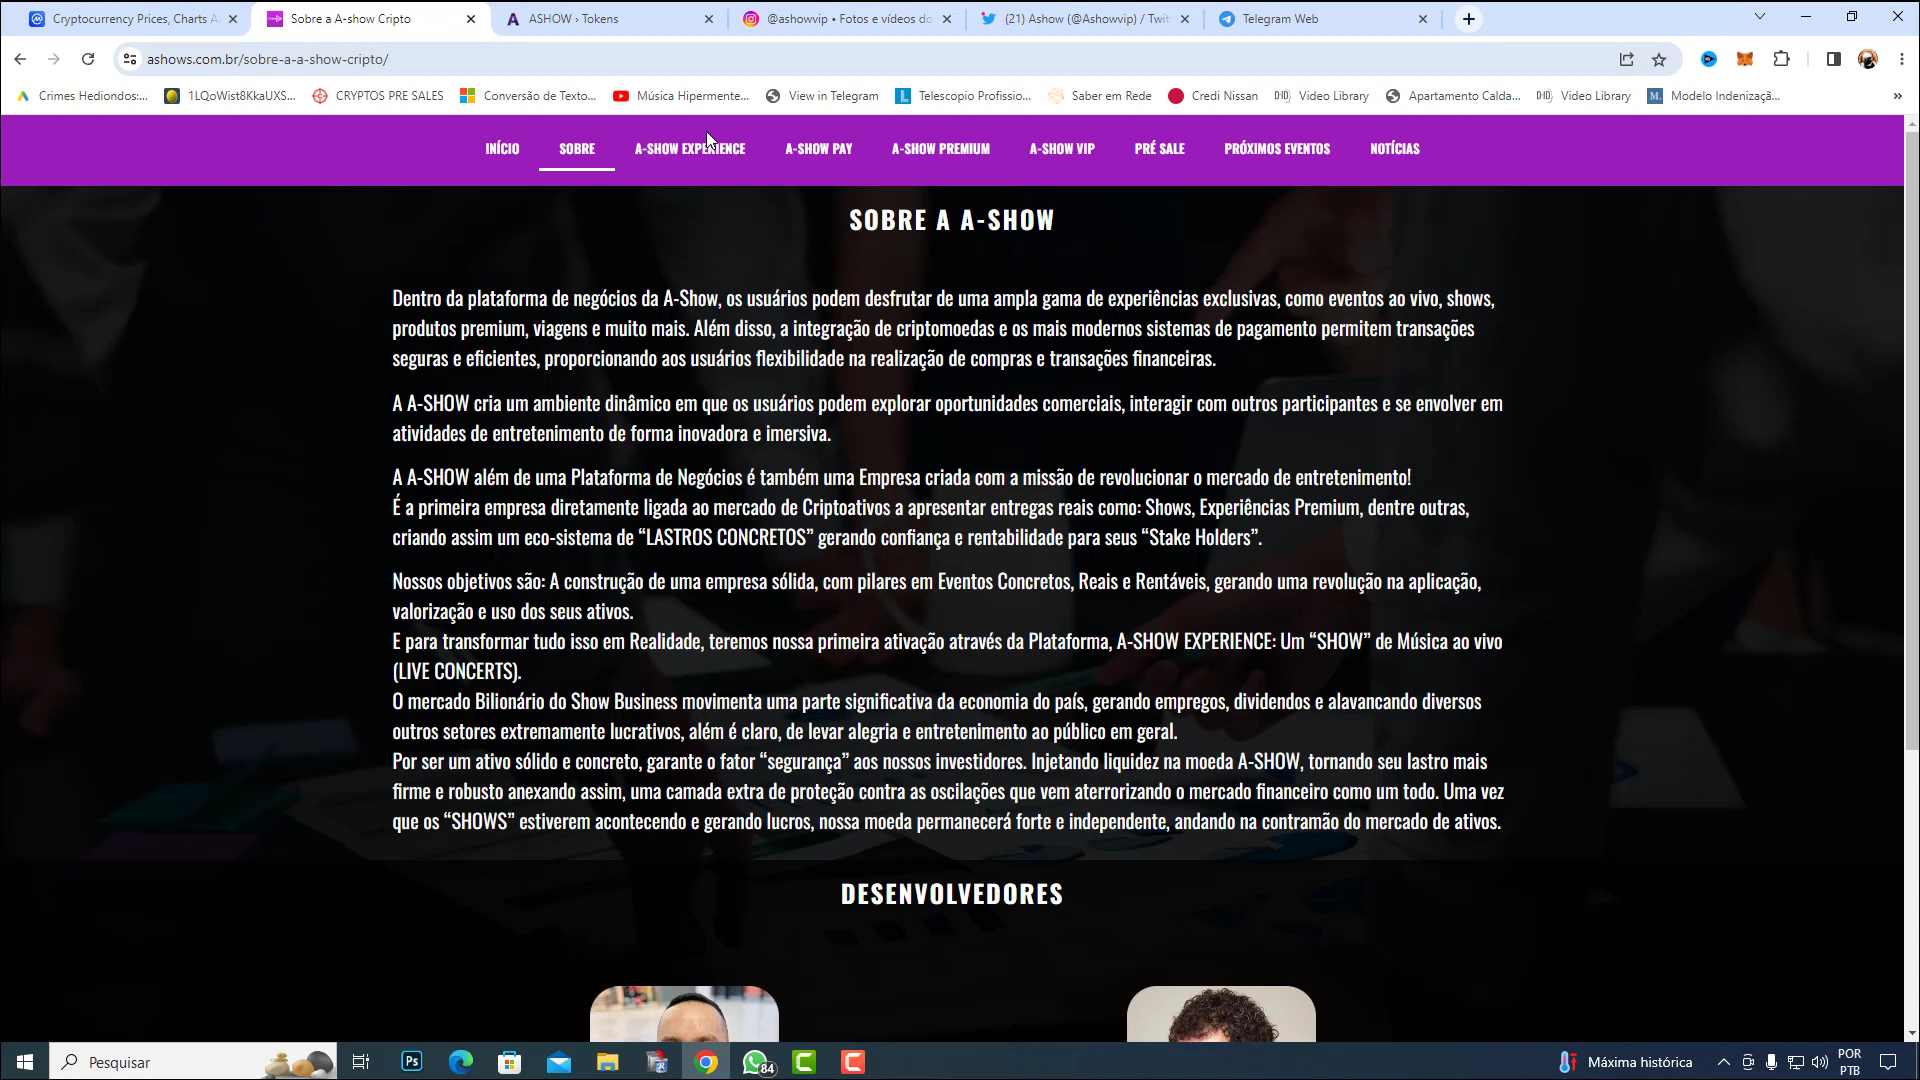 Cryptocurrency Prices, Charts A
Sobre a A-show Cripto
ASHOW › Tokens
@ashowvip • Fotos e vídeos do
(21) Ashow (@Ashowvip) / Twit
Telegram Web
ashows.com.br/sobre-a-a-show-cripto/
Crimes Hediondos:...
1LQoWist8KkaUXS...
CRYPTOS PRE SALES
Conversão de Texto...
Música Hipermente...
View in Telegram
Telescopio Profissio...
Saber em Rede
Credi Nissan
Video Library
Apartamento Calda...
Video Library
Modelo Indenizaçã...
INÍCIO
SOBRE
A-SHOW EXPERIENCE
A-SHOW PAY
A-SHOW PREMIUM
A-SHOW VIP
PRÉ SALE
PRÓXIMOS EVENTOS
NOTÍCIAS
SOBRE A A-SHOW
Dentro da plataforma de negócios da A-Show, os usuários podem desfrutar de uma ampla gama de experiências exclusivas, como eventos ao vivo, shows,
produtos premium, viagens e muito mais. Além disso, a integração de criptomoedas e os mais modernos sistemas de pagamento permitem transações
seguras e eficientes, proporcionando aos usuários flexibilidade na realização de compras e transações financeiras.
A A-SHOW cria um ambiente dinâmico em que os usuários podem explorar oportunidades comerciais, interagir com outros participantes e se envolver em
atividades de entretenimento de forma inovadora e imersiva.
A A-SHOW além de uma Plataforma de Negócios é também uma Empresa criada com a missão de revolucionar o mercado de entretenimento!
É a primeira empresa diretamente ligada ao mercado de Criptoativos a apresentar entregas reais como: Shows, Experiências Premium, dentre outras,
criando assim um eco-sistema de “LASTROS CONCRETOS” gerando confiança e rentabilidade para seus “Stake Holders”.
Nossos objetivos são: A construção de uma empresa sólida, com pilares em Eventos Concretos, Reais e Rentáveis, gerando uma revolução na aplicação,
valorização e uso dos seus ativos.
E para transformar tudo isso em Realidade, teremos nossa primeira ativação através da Plataforma, A-SHOW EXPERIENCE: Um “SHOW” de Música ao vivo
(LIVE CONCERTS).
O mercado Bilionário do Show Business movimenta uma parte significativa da economia do país, gerando empregos, dividendos e alavancando diversos
outros setores extremamente lucrativos, além é claro, de levar alegria e entretenimento ao público em geral.
Por ser um ativo sólido e concreto, garante o fator “segurança” aos nossos investidores. Injetando liquidez na moeda A-SHOW, tornando seu lastro mais
firme e robusto anexando assim, uma camada extra de proteção contra as oscilações que vem aterrorizando o mercado financeiro como um todo. Uma vez
que os “SHOWS” estiverem acontecendo e gerando lucros, nossa moeda permanecerá forte e independente, andando na contramão do mercado de ativos.
DESENVOLVEDORES
Pesquisar
Ps
84
Máxima histórica
POR
PTB